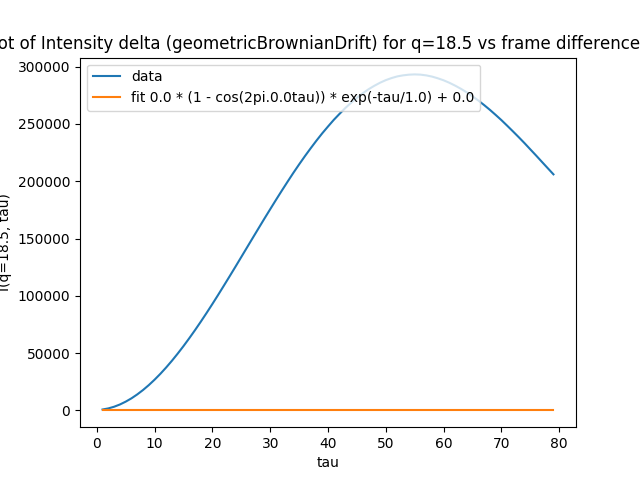 ot of Intensity delta (geometricBrownianDrift) for q=18.5 vs frame difference
300000
250000
200000
150000
100000
50000
0
I(q=18.5, tau)
data
fit 0.0 * (1 - cos(2pi.0.0tau)) * exp(-tau/1.0) + 0.0
0 10 20 30 40 50 60 70 80
tau